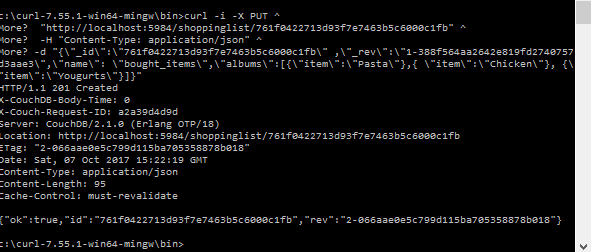 c:\curl-7.55.1-win64-mingw\bin>curl -i -X PUT ^
More?  "http://localhost:5984/shoppinglist/761f0422713d93f7e7463b5c6000c1fb" ^
More?  -H "Content-Type: application/json" ^
More? -d "{\"_id\":\"761f0422713d93f7e7463b5c6000c1fb\" ,\"_rev\":\"1-388f564aa2642e819fd2740757
d3aae3\",\"name\": \"bought_items\",\"albums\":[{\"item\":\"Pasta\"},{ \"item\":\"Chicken\"}, {\
"item\":\"Yougurts\"}]}"
HTTP/1.1 201 Created
X-CouchDB-Body-Time: 0
X-Couch-Request-ID: a2a39d4d9d
Server: CouchDB/2.1.0 (Erlang OTP/18)
Location: http://localhost:5984/shoppinglist/761f0422713d93f7e7463b5c6000c1fb
ETag: "2-066aae0e5c799d115ba705358878b018"
Date: Sat, 07 Oct 2017 15:22:19 GMT
Content-Type: application/json
Content-Length: 95
Cache-Control: must-revalidate
{"ok":true,"id":"761f0422713d93f7e7463b5c6000c1fb","rev":"2-066aae0e5c799d115ba705358878b018"}
c:\curl-7.55.1-win64-mingw\bin>